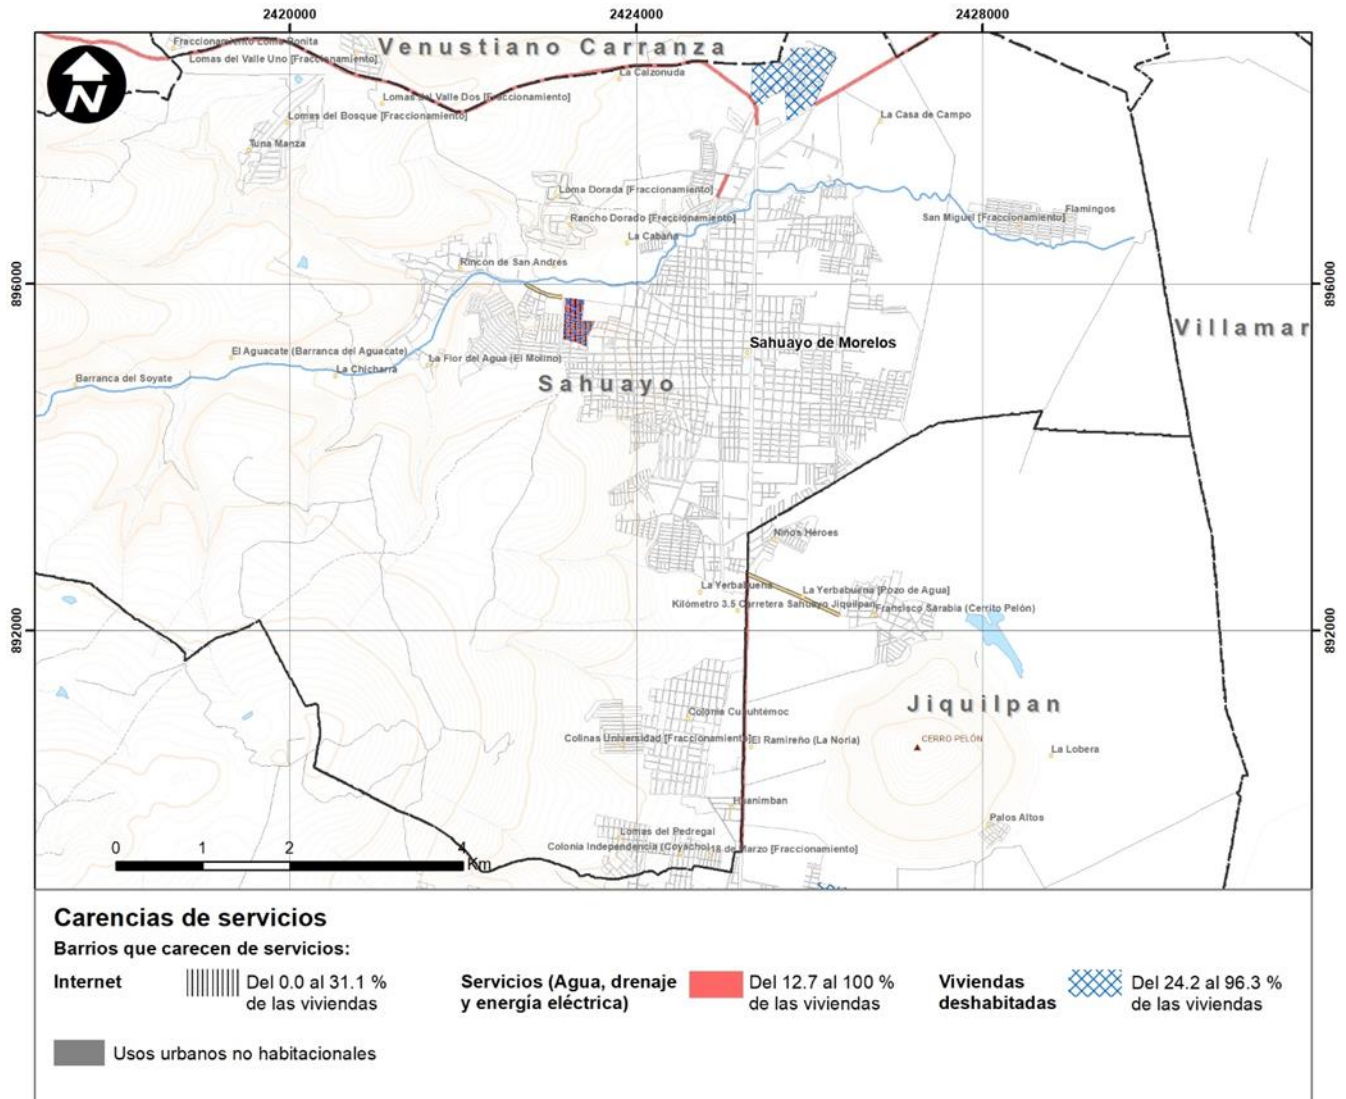 2420000
2424000
2428000
Fraccionamiento Loma Bonita
Venustiano Carranza
Lomas del Valle Uno [Fraccionamiento]
La Calzonuda
N
Lomas del Valle Dos [Fraccionamiento]
Lomas del Bosque [Fraccionamiento]
La Casa de Campo
Tuna Manza
Loma Dorada [Fraccionamiento]
Flamingos
Rancho Dorado [Fraccionamiento]
San Miguel [Fraccionamiento]
La Cabaña
Rincón de San Andres
896000
896000
Villamar
Sahuayo de Morelos
El Aguacate (Barranca del Aguacate)
La Flor del Agua (El Molino)
La Chicharra
Barranca del Soyate
Sahuayo
Niños Héroes
La Yerbabuena
La Yerbabuena [Pozo de Agua]
Kilómetro 3.5 Carretera Sahuayo Jiquilpan
Francisco Sarabia (Cerrito Pelón)
892000
892000
Jiquilpan
Colonia Cuauhtémoc
Colinas Universidad [Fraccionamiento]
El Ramireño (La Noria)
CERRO PELÓN
La Lobera
Huanimban
Palos Altos
Lomas del Pedregal
Colonia Independencia (Coyacho)
18 de Marzo [Fraccionamiento]
0 1 2 4
Km
Carencias de servicios
Barrios que carecen de servicios:
Internet
Del 0.0 al 31.1 %
de las viviendas
Servicios (Agua, drenaje
y energía eléctrica)
Del 12.7 al 100 %
de las viviendas
Viviendas
deshabitadas
Del 24.2 al 96.3 %
de las viviendas
Usos urbanos no habitacionales